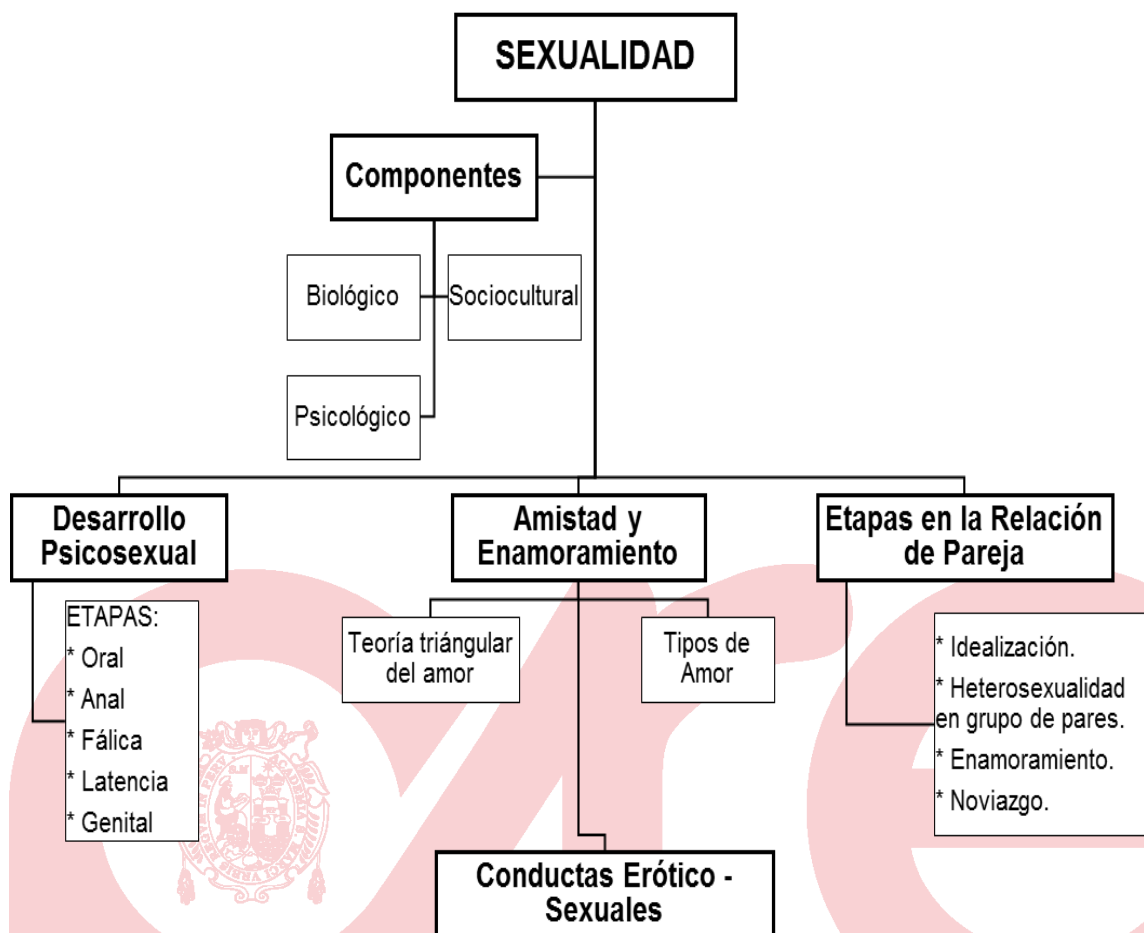 SEXUALIDAD
Componentes
Biológico
Sociocultural
Psicológico
Desarrollo
Psicosexual
ETAPAS:
* Oral
* Anal
* Fálica
* Latencia
* Genital
Amistad y
Enamoramiento
Teoría triángular
del amor
Tipos de
Amor
Etapas en la Relación
de Pareja
* Idealización.
* Heterosexualidad
en grupo de pares.
* Enamoramiento.
* Noviazgo.
Conductas Erótico -
Sexuales